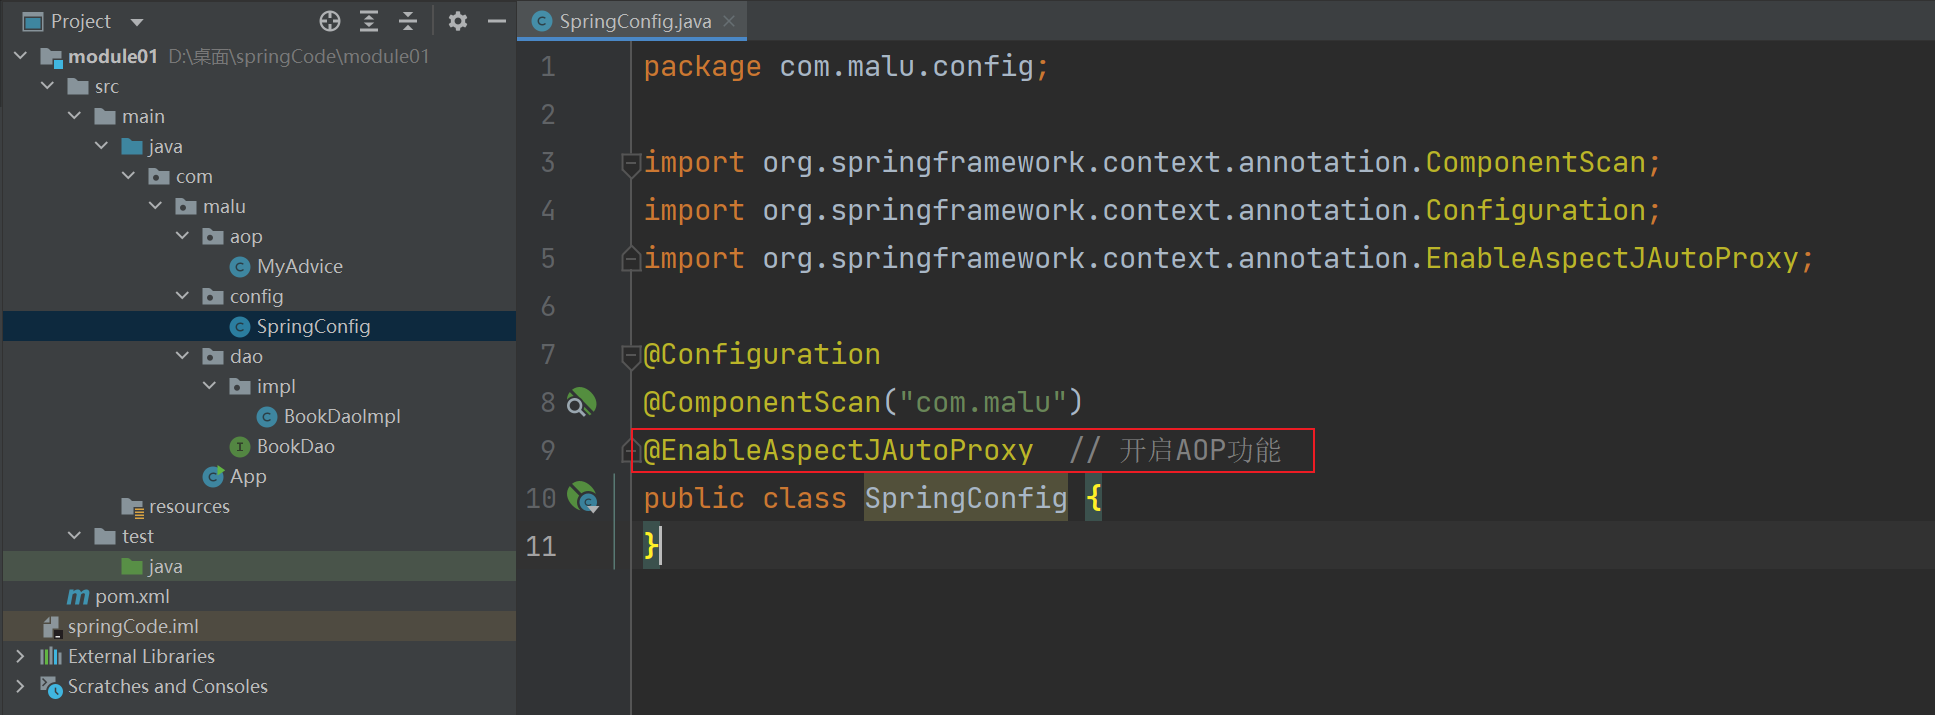 Project
module01 D:\桌面\springCode\module01
src
main
java
com
malu
aop
MyAdvice
config
SpringConfig
dao
impl
BookDaoImpl
BookDao
App
resources
test
java
pom.xml
springCode.iml
External Libraries
Scratches and Consoles
SpringConfig.java
1 package com.malu.config;
2
3 import org.springframework.context.annotation.ComponentScan;
4 import org.springframework.context.annotation.Configuration;
5 import org.springframework.context.annotation.EnableAspectJAutoProxy;
6
7 @Configuration
8 @ComponentScan("com.malu")
9 @EnableAspectJAutoProxy // 开启AOP功能
10 public class SpringConfig {
11 }